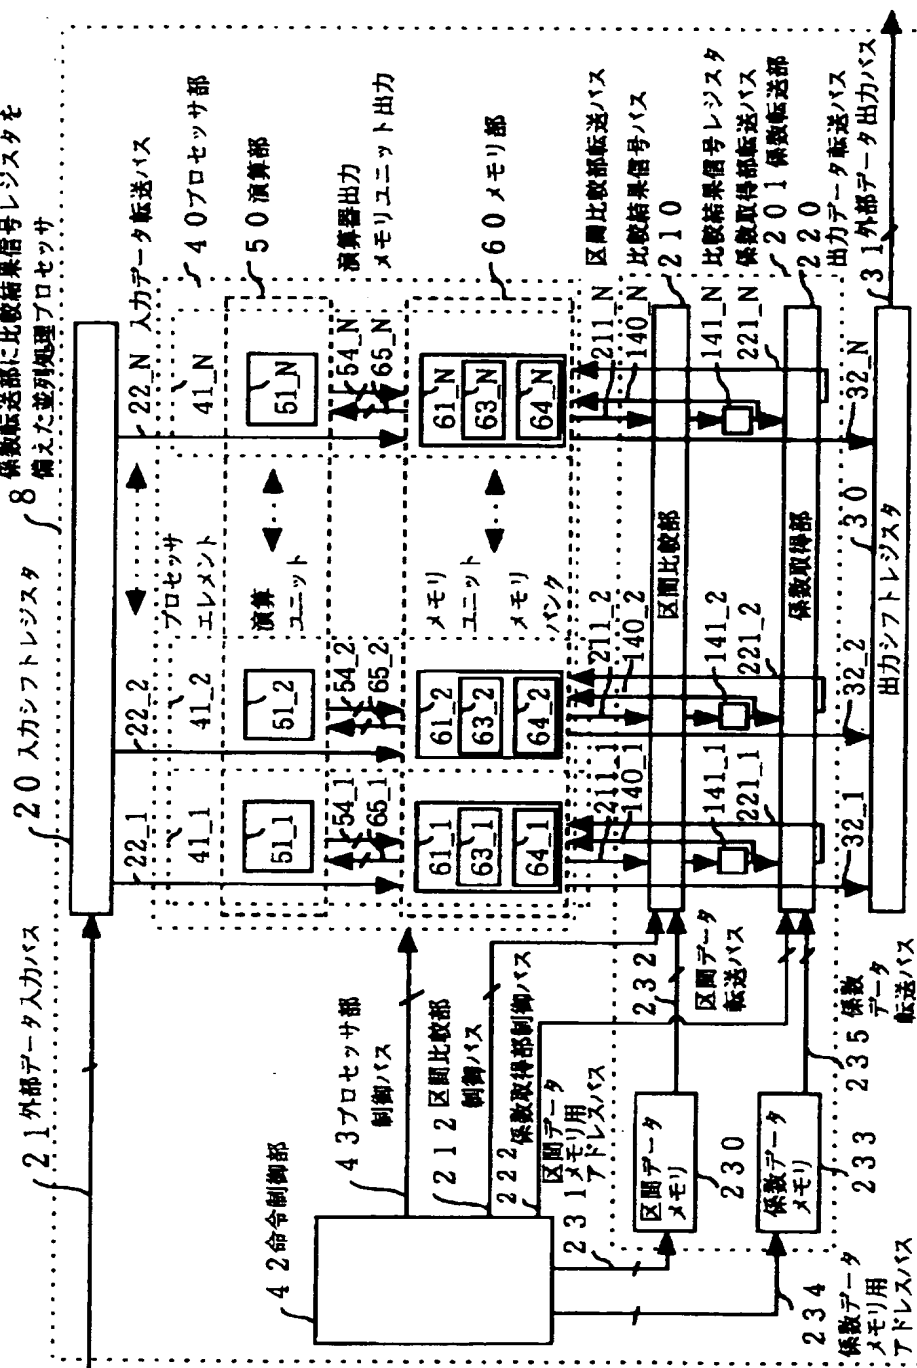 8 係数転送部に比較結果信号レジスタを
備えた並列処理プロセッサ
20 入力シフトレジスタ
21 外部データ入力バス
22_1
22_2
22_N 入力データ転送バス
40 プロセッサ部
41_1
41_2
プロセッサ
エレメント
41_N
50 演算部
51_1
51_2
演算
ユニット
51_N
54_1
65_1
54_2
65_2
54_N
65_N
演算器出力
メモリユニット出力
61_1
63_1
64_1
61_2
63_2
64_2
メモリ
ユニット
メモリ
バンク
61_N
63_N
64_N
60 メモリ部
42 命令制御部
43 プロセッサ部
制御バス
212 区間比較部
制御バス
222 係数取得部制御バス
区間データ
231 メモリ用
アドレスバス
211_1
140_1
211_2
140_2
211_N
140_N
区間比較部転送バス
比較結果信号バス
区間比較部
210
232
区間データ
転送バス
区間データ
メモリ
230
141_1
221_1
141_2
221_2
141_N
221_N
比較結果信号レジスタ
係数取得部転送バス
201 係数転送部
係数取得部
220
係数データ
メモリ
233
234
係数データ
メモリ用
アドレスバス
235 係数
データ
転送バス
32_1
32_2
32_N
出力データ転送バス
30
出力シフトレジスタ
31 外部データ出力バス